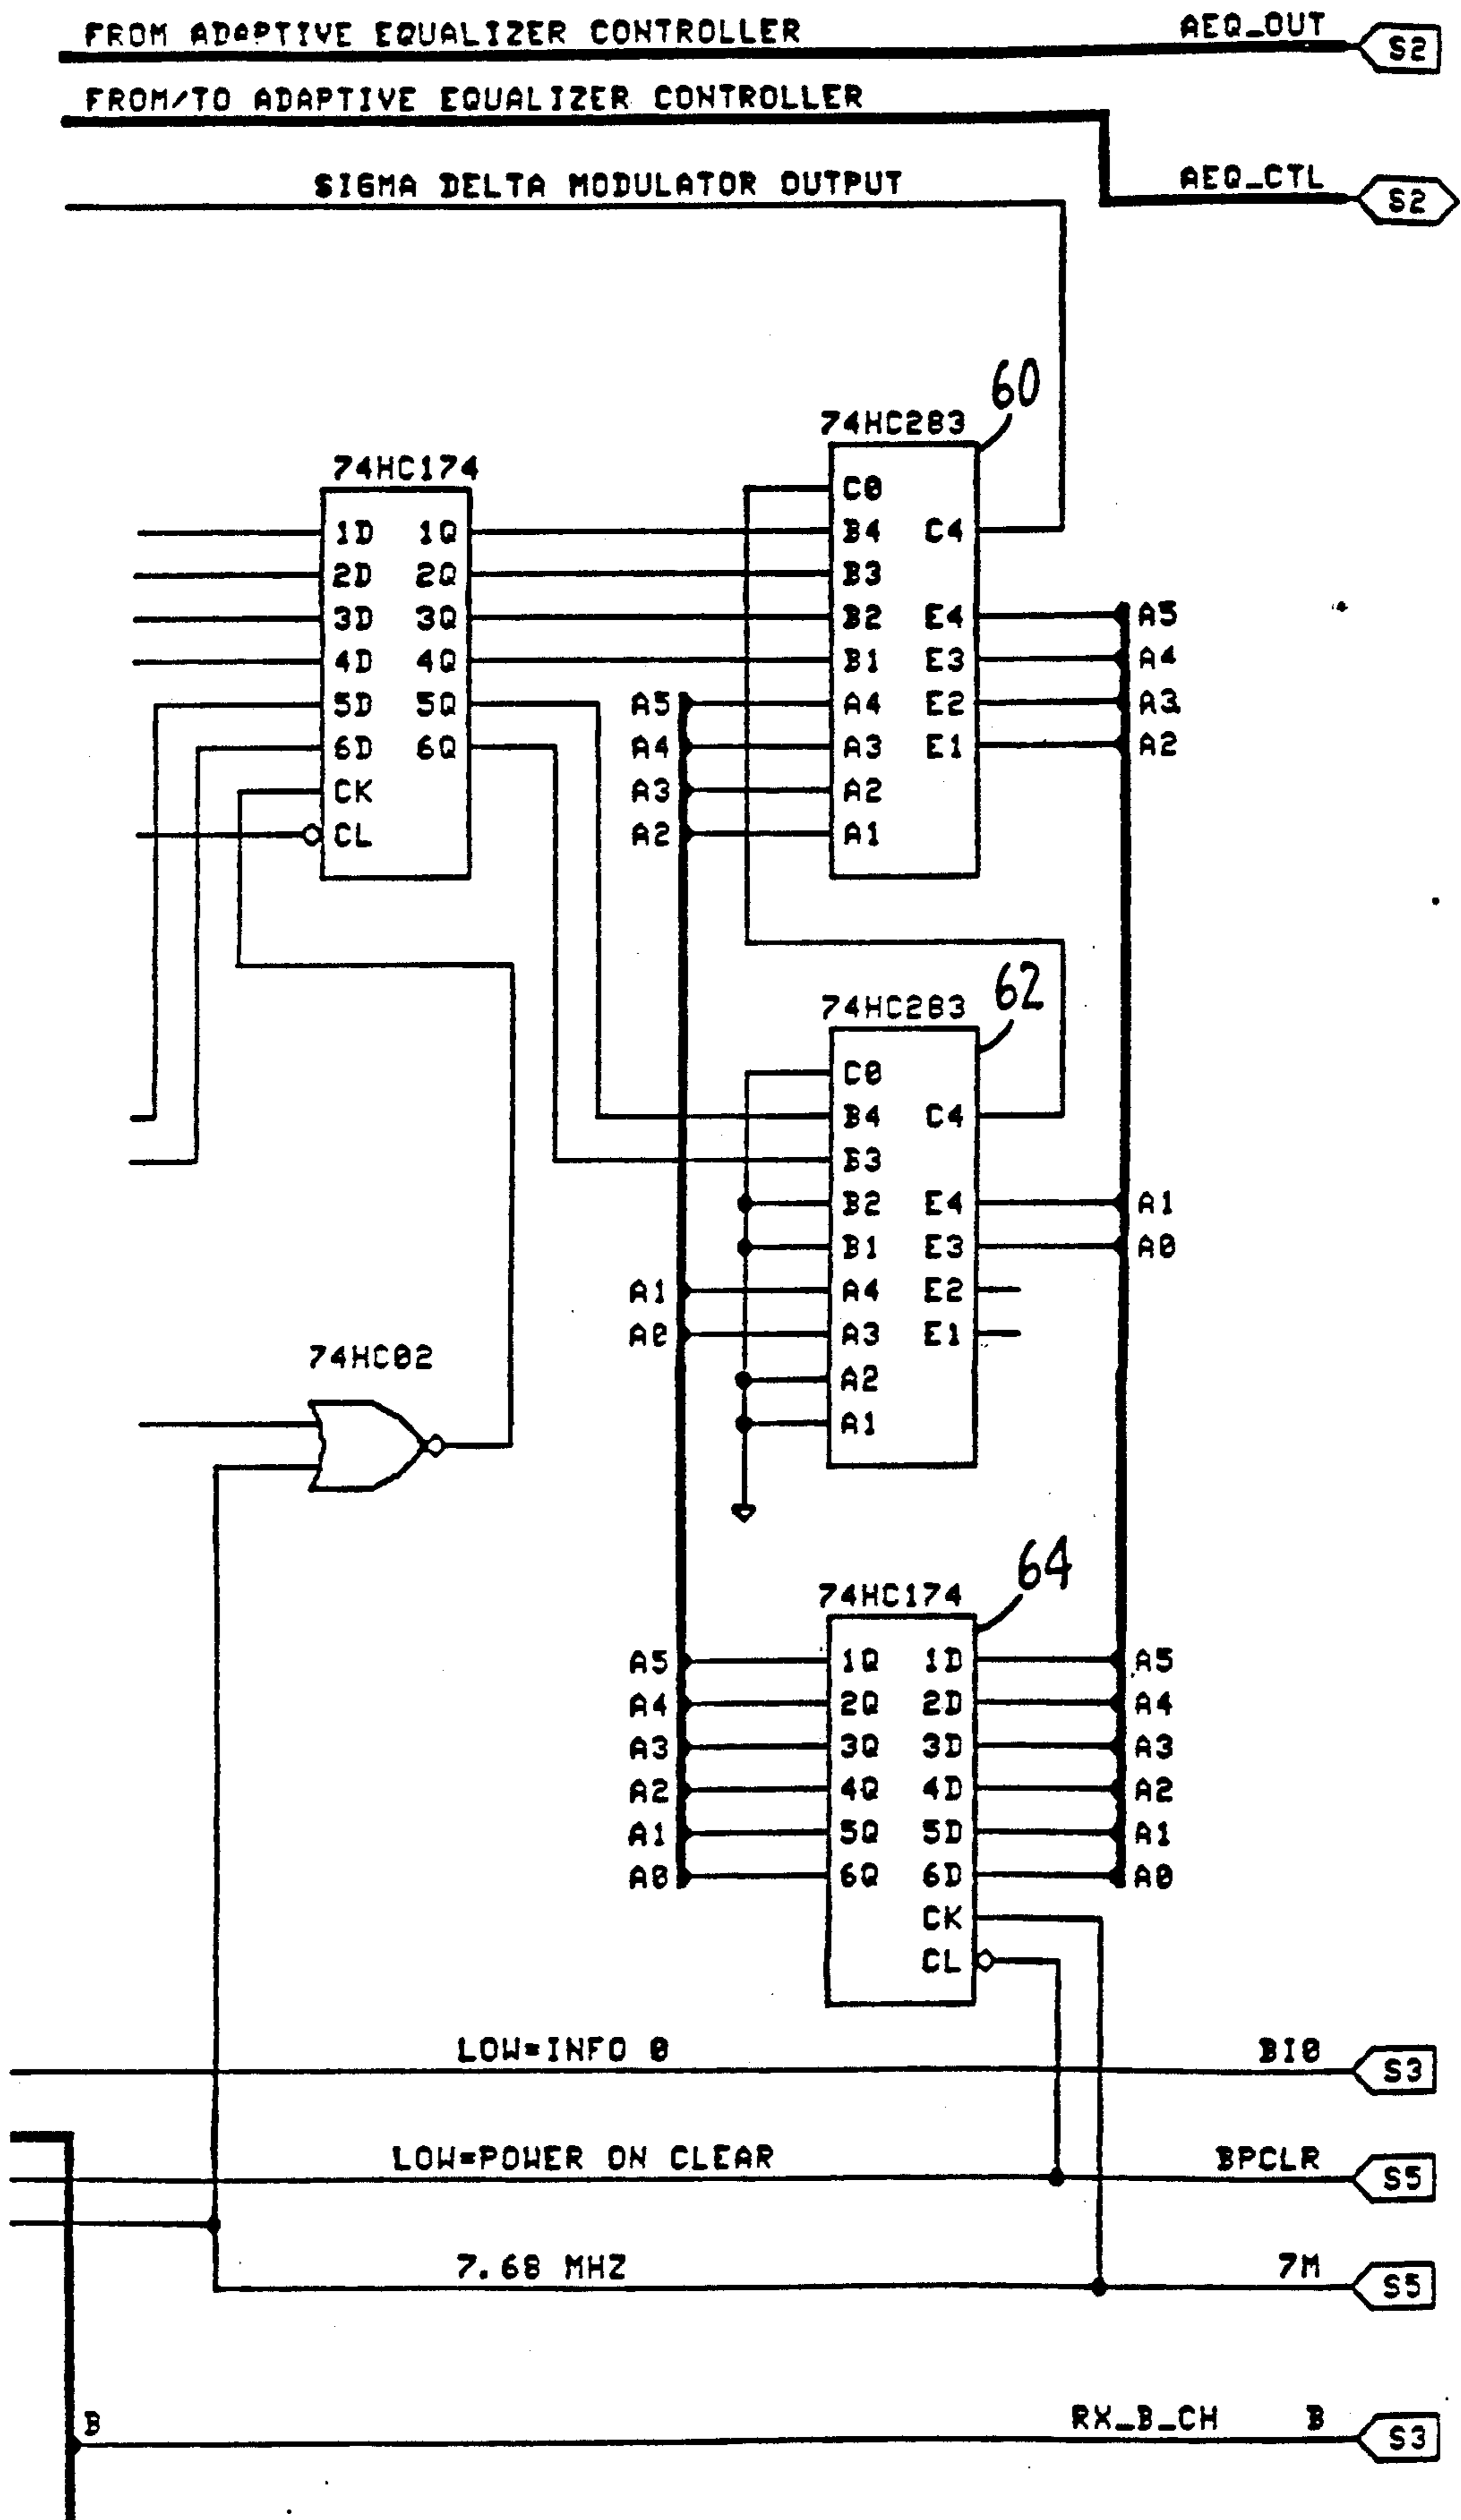 FROM ADAPTIVE EQUALIZER CONTROLLER AEQ_OUT S2
FROM/TO ADAPTIVE EQUALIZER CONTROLLER
SIGMA DELTA MODULATOR OUTPUT AEQ_CTL S2
60
74HC283
74HC174
C0
1D 1Q B4 C4
2D 2Q B3
3D 3Q B2 E4 A5
4D 4Q B1 E3 A4
5D 5Q A5 A4 E2 A3
6D 6Q A4 A3 E1 A2
CK A3 A2
CL A2 A1
62
74HC283
C0
B4 C4
B3
B2 E4 A1
B1 E3 A0
A1 A4 E2
A0 A3 E1
74HC02
A2
A1
64
74HC174
A5 1Q 1D A5
A4 2Q 2D A4
A3 3Q 3D A3
A2 4Q 4D A2
A1 5Q 5D A1
A0 6Q 6D A0
CK
CL
LOW=INFO 0 BI0 S3
LOW=POWER ON CLEAR BPCLR S5
7.68 MHZ 7M S5
B RX_B_CH B S3